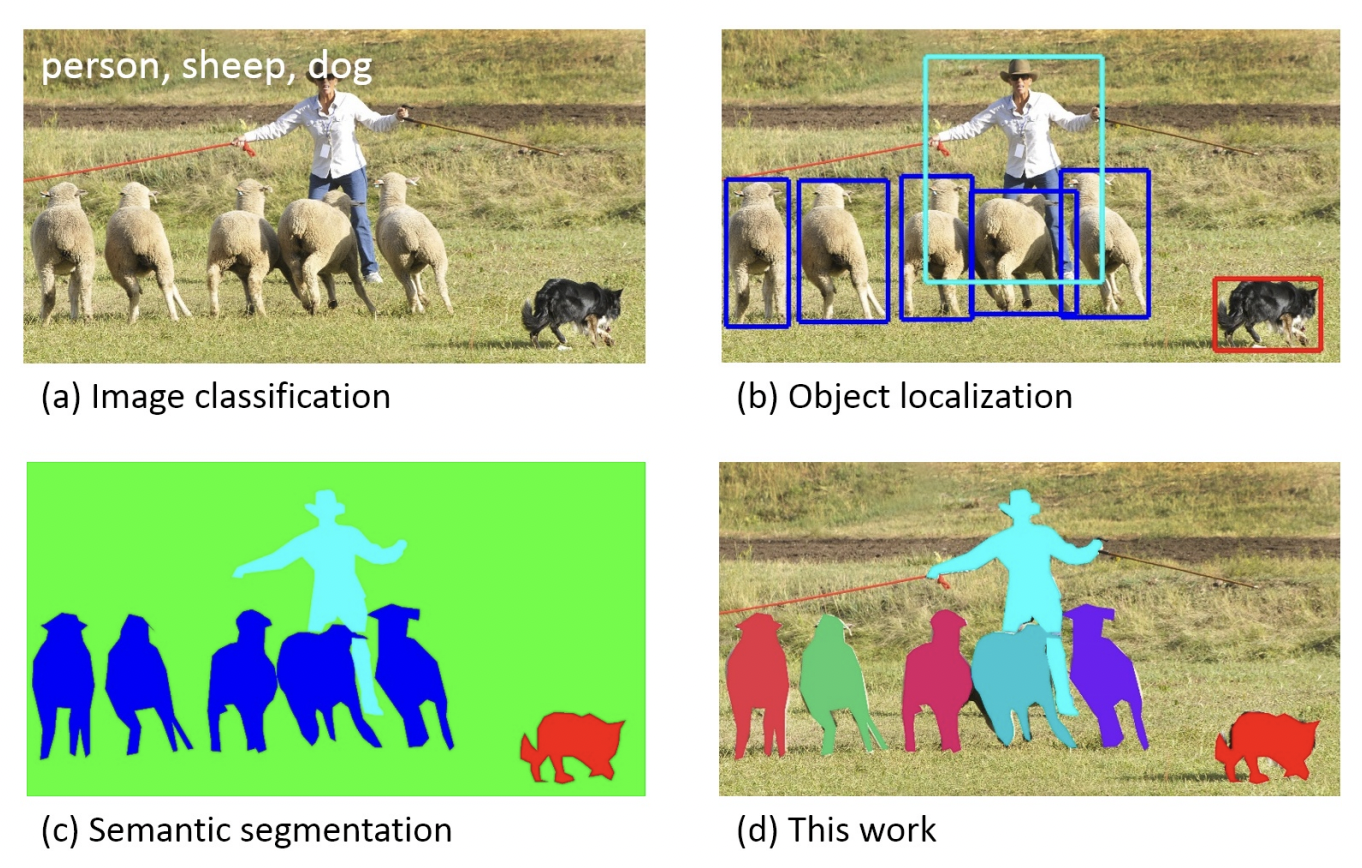 person, sheep, dog
(a) Image classification
(b) Object localization
(c) Semantic segmentation
(d) This work